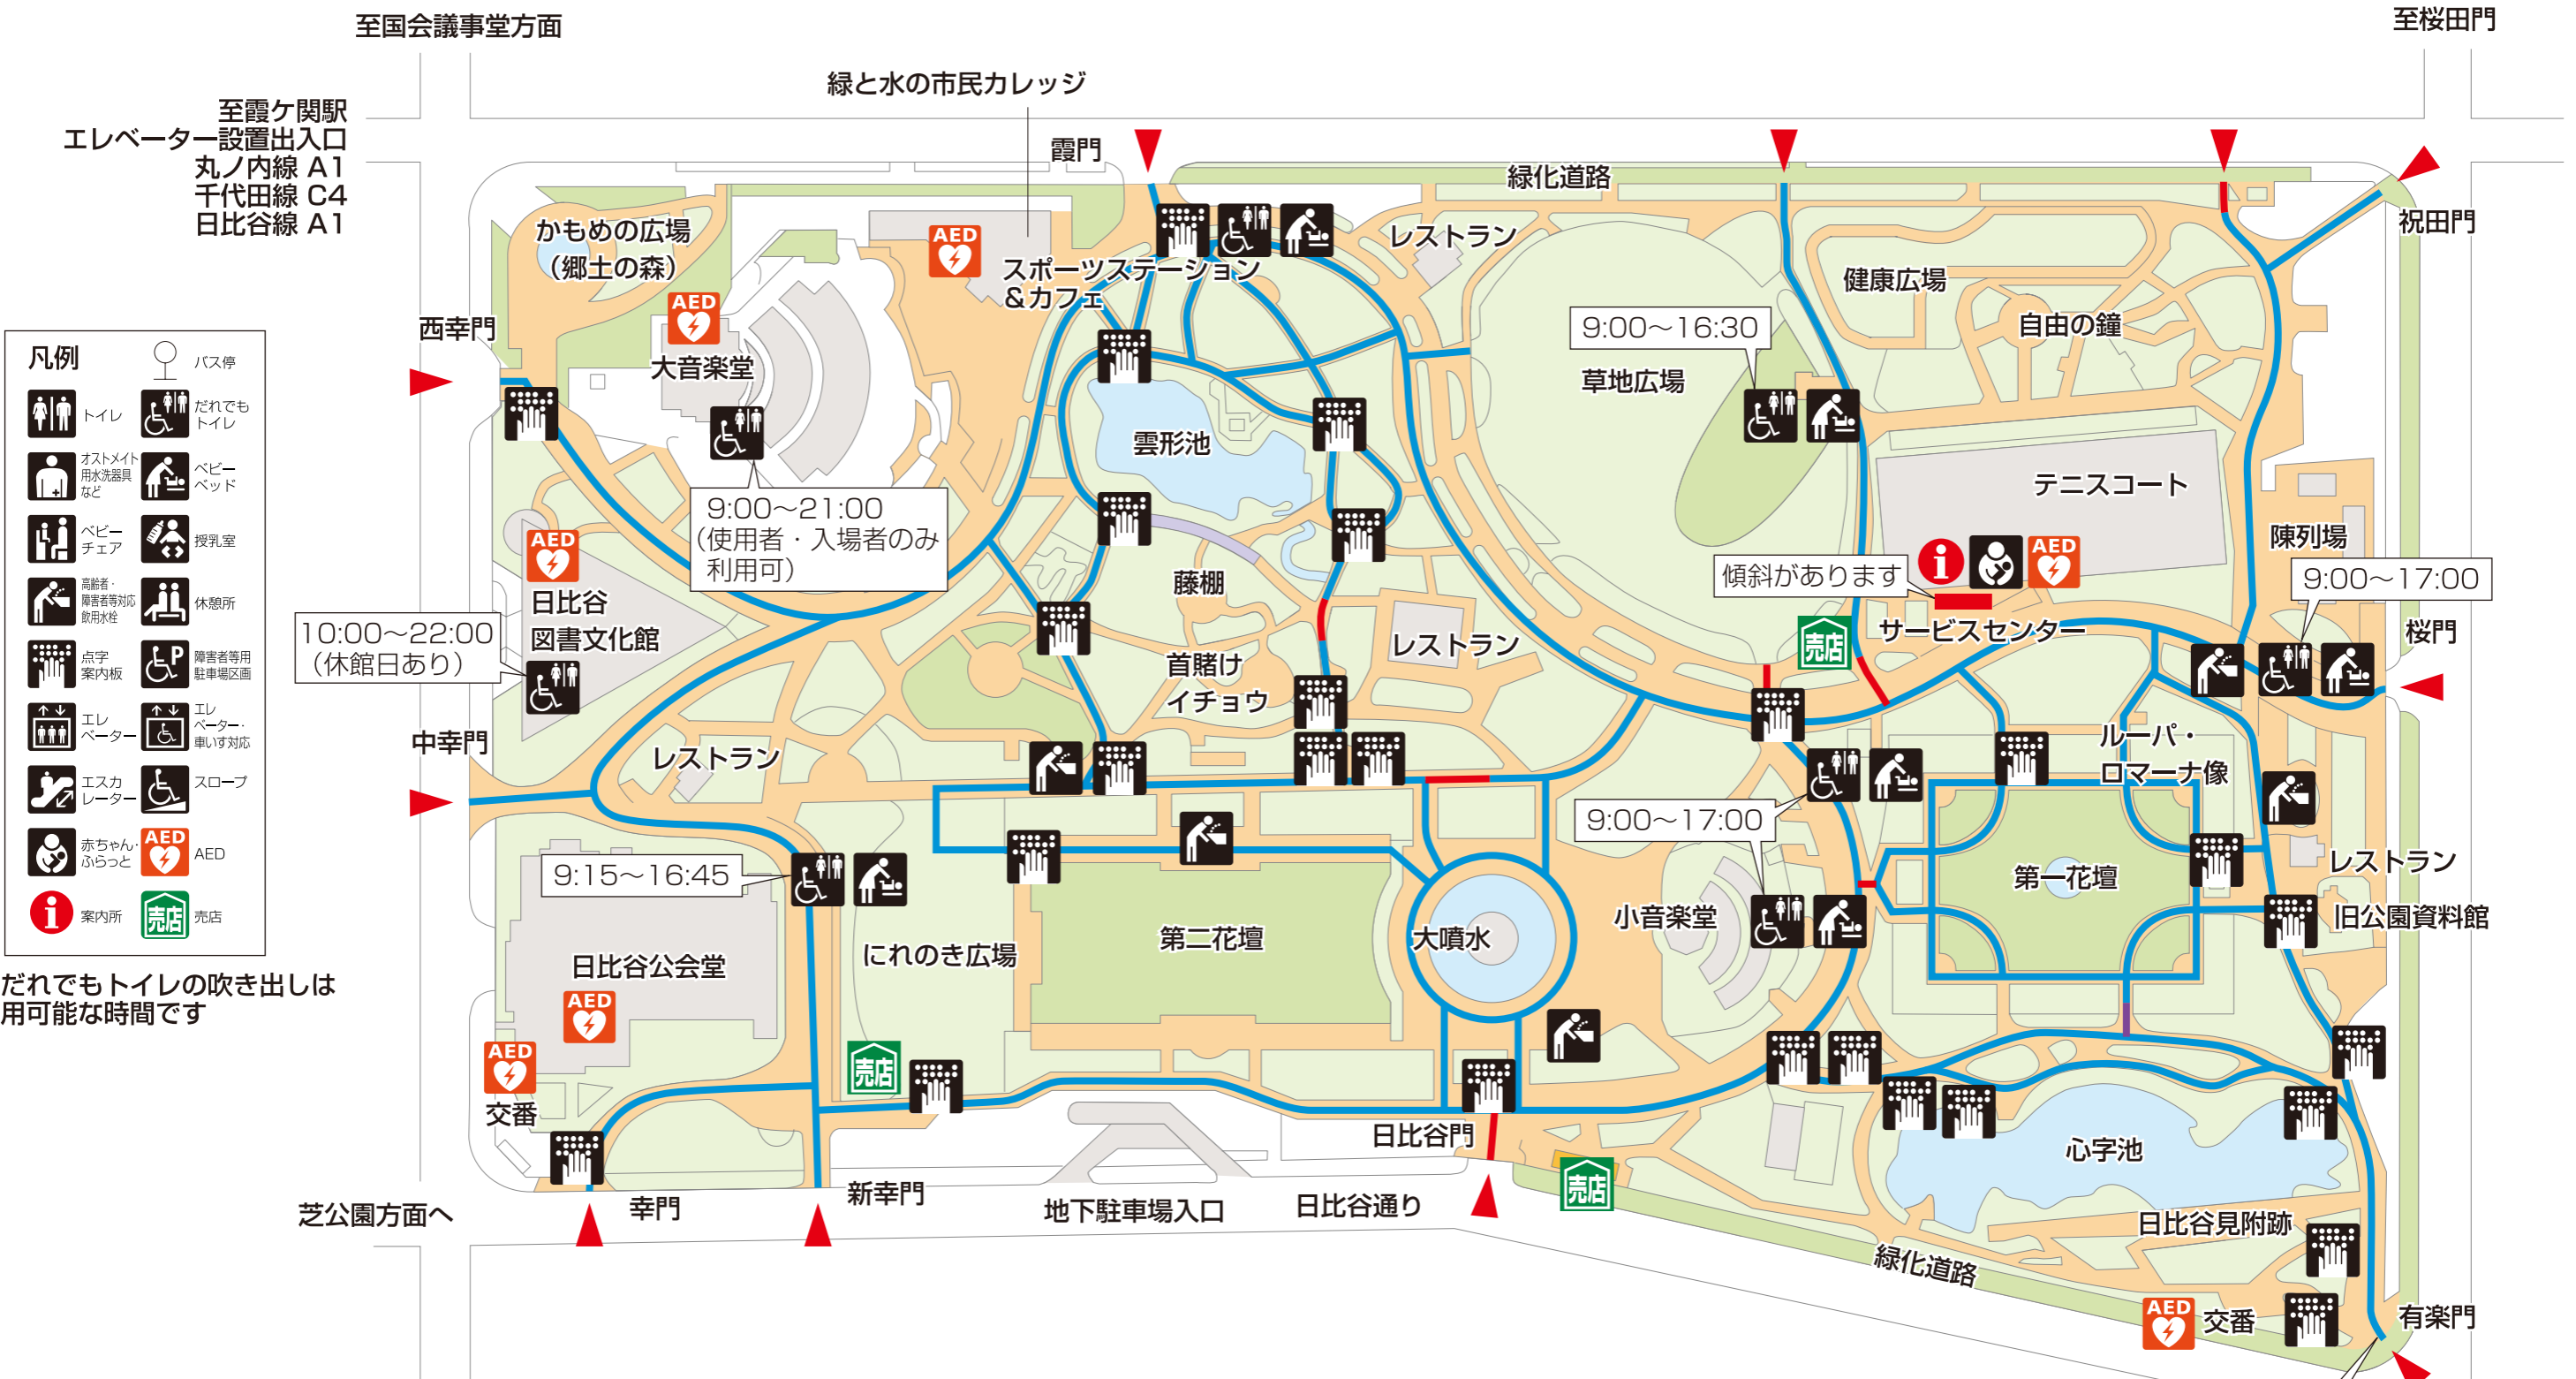 至国会議事堂方面
至桜田門
緑と水の市民カレッジ
至霞ケ関駅
エレベーター設置出入口
丸ノ内線 A1
千代田線 C4
日比谷線 A1
霞門
緑化道路
祝田門
かもめの広場
(郷土の森)
AED
スポーツステーション
&カフェ
レストラン
健康広場
自由の鐘
AED
大音楽堂
西幸門
9:00〜16:30
草地広場
雲形池
テニスコート
9:00〜21:00
(使用者・入場者のみ
利用可)
陳列場
9:00〜17:00
桜門
傾斜があります
i
AED
サービスセンター
売店
藤棚
首賭け
イチョウ
レストラン
AED
日比谷
図書文化館
10:00〜22:00
(休館日あり)
中幸門
レストラン
ルーパ・
ロマーナ像
9:00〜17:00
第一花壇
レストラン
旧公園資料館
小音楽堂
大噴水
第二花壇
にれのき広場
9:15〜16:45
日比谷公会堂
AED
AED
交番
売店
日比谷門
心字池
幸門
新幸門
地下駐車場入口
日比谷通り
売店
芝公園方面へ
緑化道路
日比谷見附跡
AED
交番
有楽門
凡例
バス停
トイレ
だれでも
トイレ
オストメイト
用水洗器具
など
ベビー
ベッド
ベビー
チェア
授乳室
高齢者・
障害者等対応
飲用水栓
休憩所
点字
案内板
P
障害者等用
駐車場区画
エレ
ベーター
エレ
ベーター・
車いす対応
エスカ
レーター
スロープ
赤ちゃん・
ふらっと
AED
AED
i
案内所
売店
売店
だれでもトイレの吹き出しは
用可能な時間です